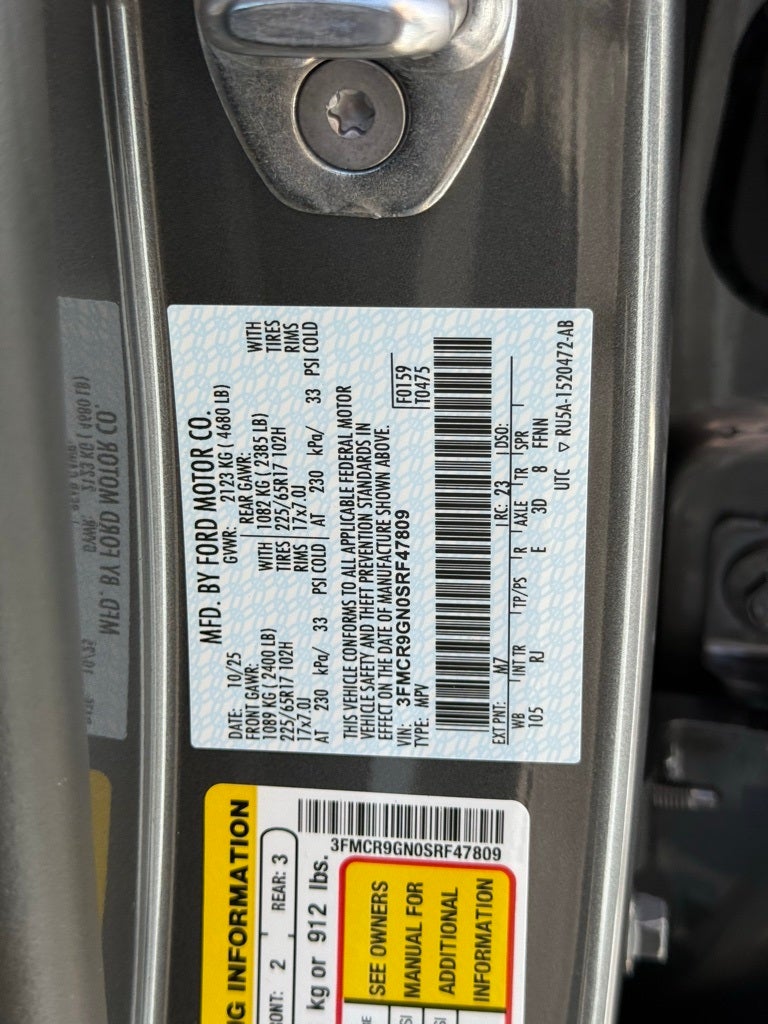 MFD. BY FORD MOTOR CO.
DATE: 10/25 GVWR: 2123 KG ( 4680 LB)
FRONT GAWR: REAR GAWR:
1089 KG ( 2400 LB) WITH 1082 KG ( 2385 LB) WITH
225/65R17 102H TIRES 225/65R17 102H TIRES
17x7.0J RIMS 17x7.0J RIMS
AT 230 kPa/ 33 PSI COLD AT 230 kPa/ 33 PSI COLD
THIS VEHICLE CONFORMS TO ALL APPLICABLE FEDERAL MOTOR
VEHICLE SAFETY AND THEFT PREVENTION STANDARDS IN
EFFECT ON THE DATE OF MANUFACTURE SHOWN ABOVE.
VIN: 3FMCR9GN0SRF47809 F0159
TYPE: MPV T0475
EXT PNT: M7 RC: 23 DSO:
WB INT TR TP/PS R AXLE TR SPR
105 RJ E 3D 8 FFNN
UTC ▽ RU5A-1520472-AB
G INFORMATION
ONT: 2 REAR: 3
kg or 912 lbs.
3FMCR9GN0SRF47809
SEE OWNERS
MANUAL FOR
ADDITIONAL
INFORMATION